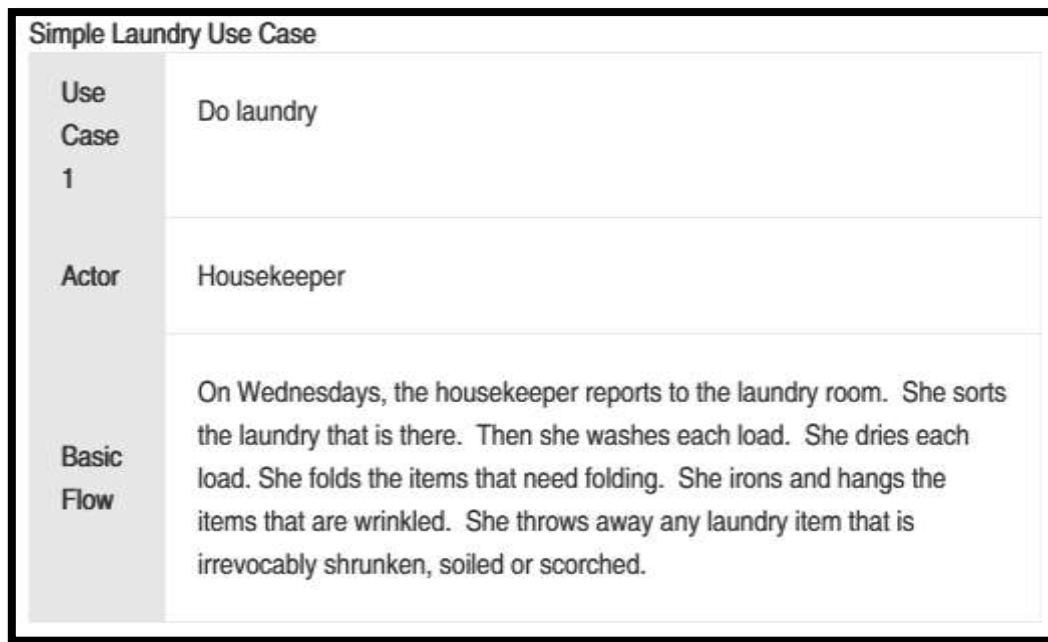 Simple Laundry Use Case
Use
Case
1
Do laundry
Actor
Housekeeper
Basic
Flow
On Wednesdays, the housekeeper reports to the laundry room.  She sorts
the laundry that is there.  Then she washes each load.  She dries each
load. She folds the items that need folding.  She irons and hangs the
items that are wrinkled.  She throws away any laundry item that is
irrevocably shrunken, soiled or scorched.